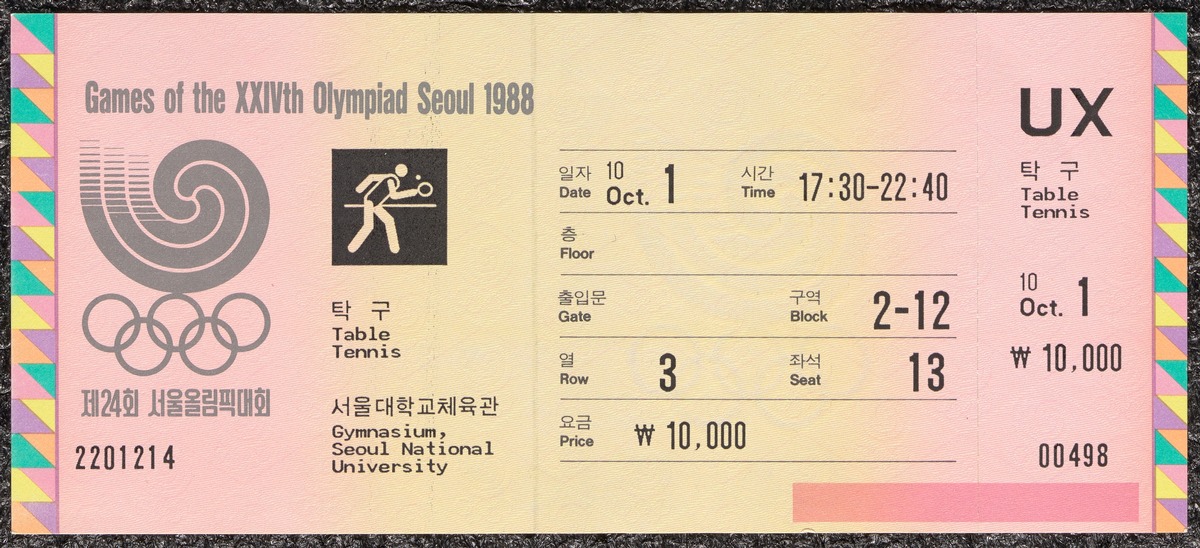 Games of the XXIVth Olympiad Seoul 1988
제24회 서울올림픽대회
2201214
탁 구
Table
Tennis
서울대학교체육관
Gymnasium,
Seoul National
University
일자 10
Date Oct. 1
시간
Time 17:30-22:40
층
Floor
출입문
Gate
구역
Block 2-12
열
Row 3
좌석
Seat 13
요금
Price ₩ 10,000
UX
탁 구
Table
Tennis
10
Oct. 1
₩ 10,000
00498